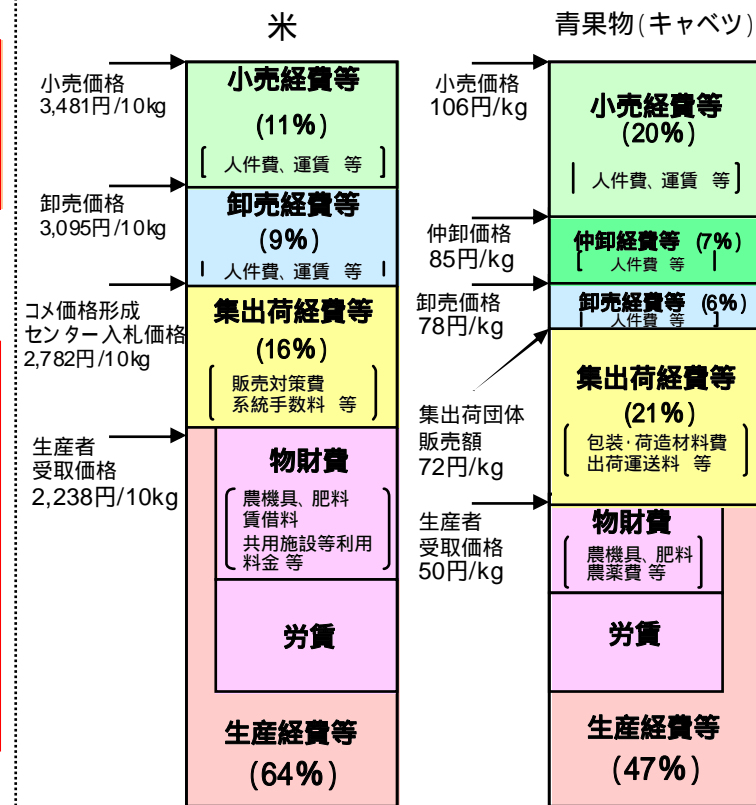 米
小売価格
3,481円/10kg
小売経費等
(11%)
[ 人件費、運賃 等 ]
卸売価格
3,095円/10kg
卸売経費等
(9%)
人件費、運賃 等
コメ価格形成
センター入札価格
2,782円/10kg
集出荷経費等
(16%)
販売対策費
系統手数料 等
生産者
受取価格
2,238円/10kg
物財費
農機具、肥料
賃借料
共用施設等利用
料金 等
労賃
生産経費等
(64%)
青果物(キャベツ)
小売価格
106円/kg
小売経費等
(20%)
人件費、運賃 等]
仲卸価格
85円/kg
仲卸経費等 (7%)
[ 人件費 等
卸売価格
78円/kg
卸売経費等 (6%)
人件費 等 ]
集出荷団体
販売額
72円/kg
集出荷経費等
(21%)
包装・荷造材料費
出荷運送料 等
生産者
受取価格
50円/kg
物財費
農機具、肥料
農薬費 等
労賃
生産経費等
(47%)